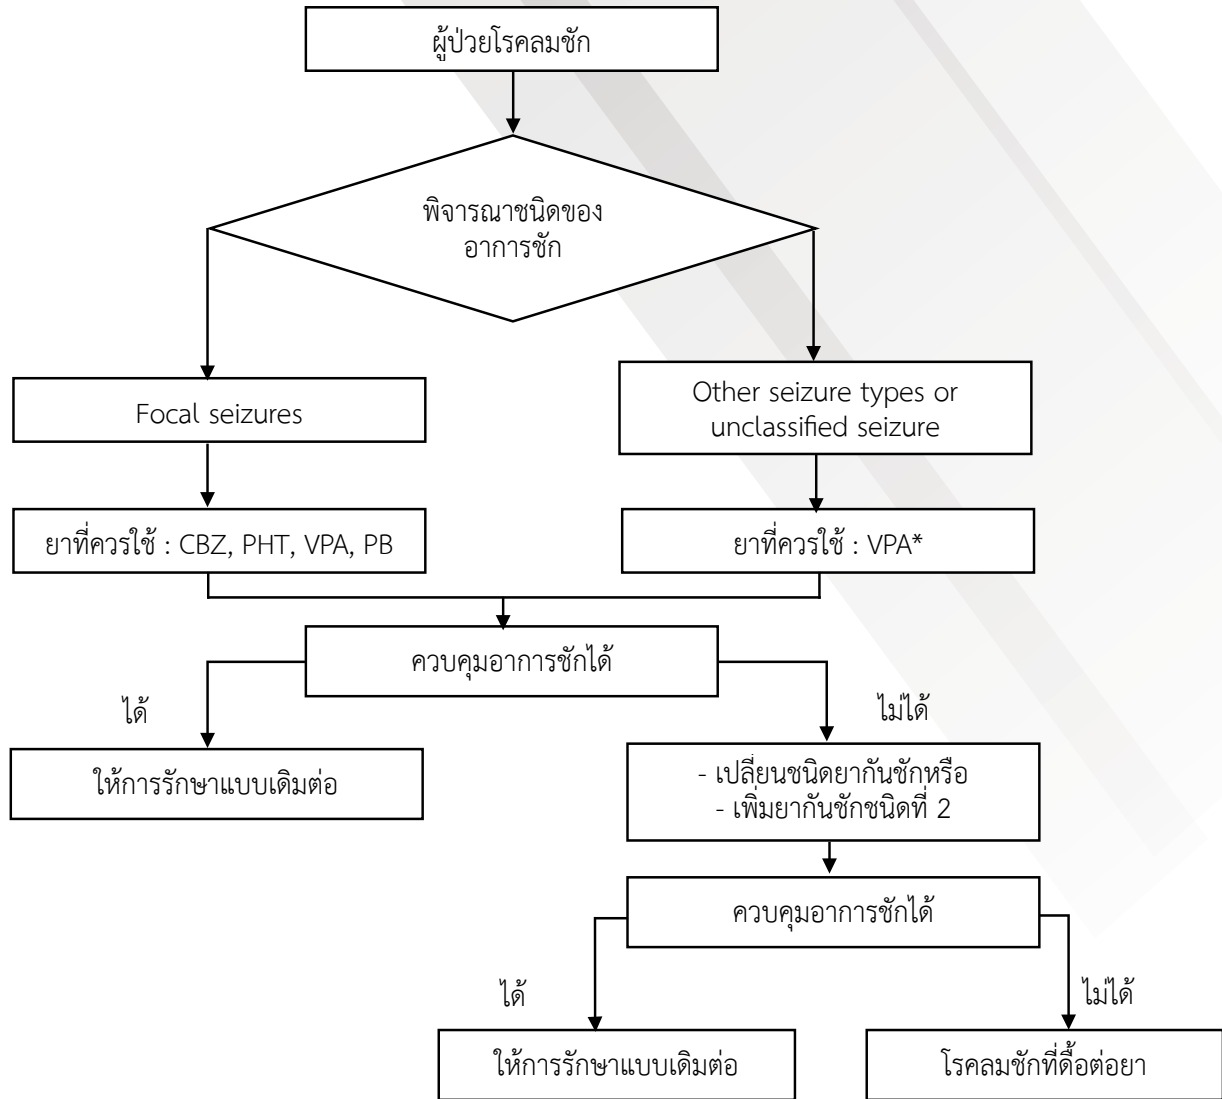 ผู้ป่วยโรคลมชัก
พิจารณาชนิดของ
อาการชัก
Focal seizures
Other seizure types or
unclassified seizure
ยาที่ควรใช้ : CBZ, PHT, VPA, PB
ยาที่ควรใช้ : VPA*
ควบคุมอาการชักได้
ได้
ไม่ได้
ให้การรักษาแบบเดิมต่อ
- เปลี่ยนชนิดยากันชักหรือ
- เพิ่มยากันชักชนิดที่ 2
ควบคุมอาการชักได้
ได้
ไม่ได้
ให้การรักษาแบบเดิมต่อ
โรคลมชักที่ดื้อต่อยา